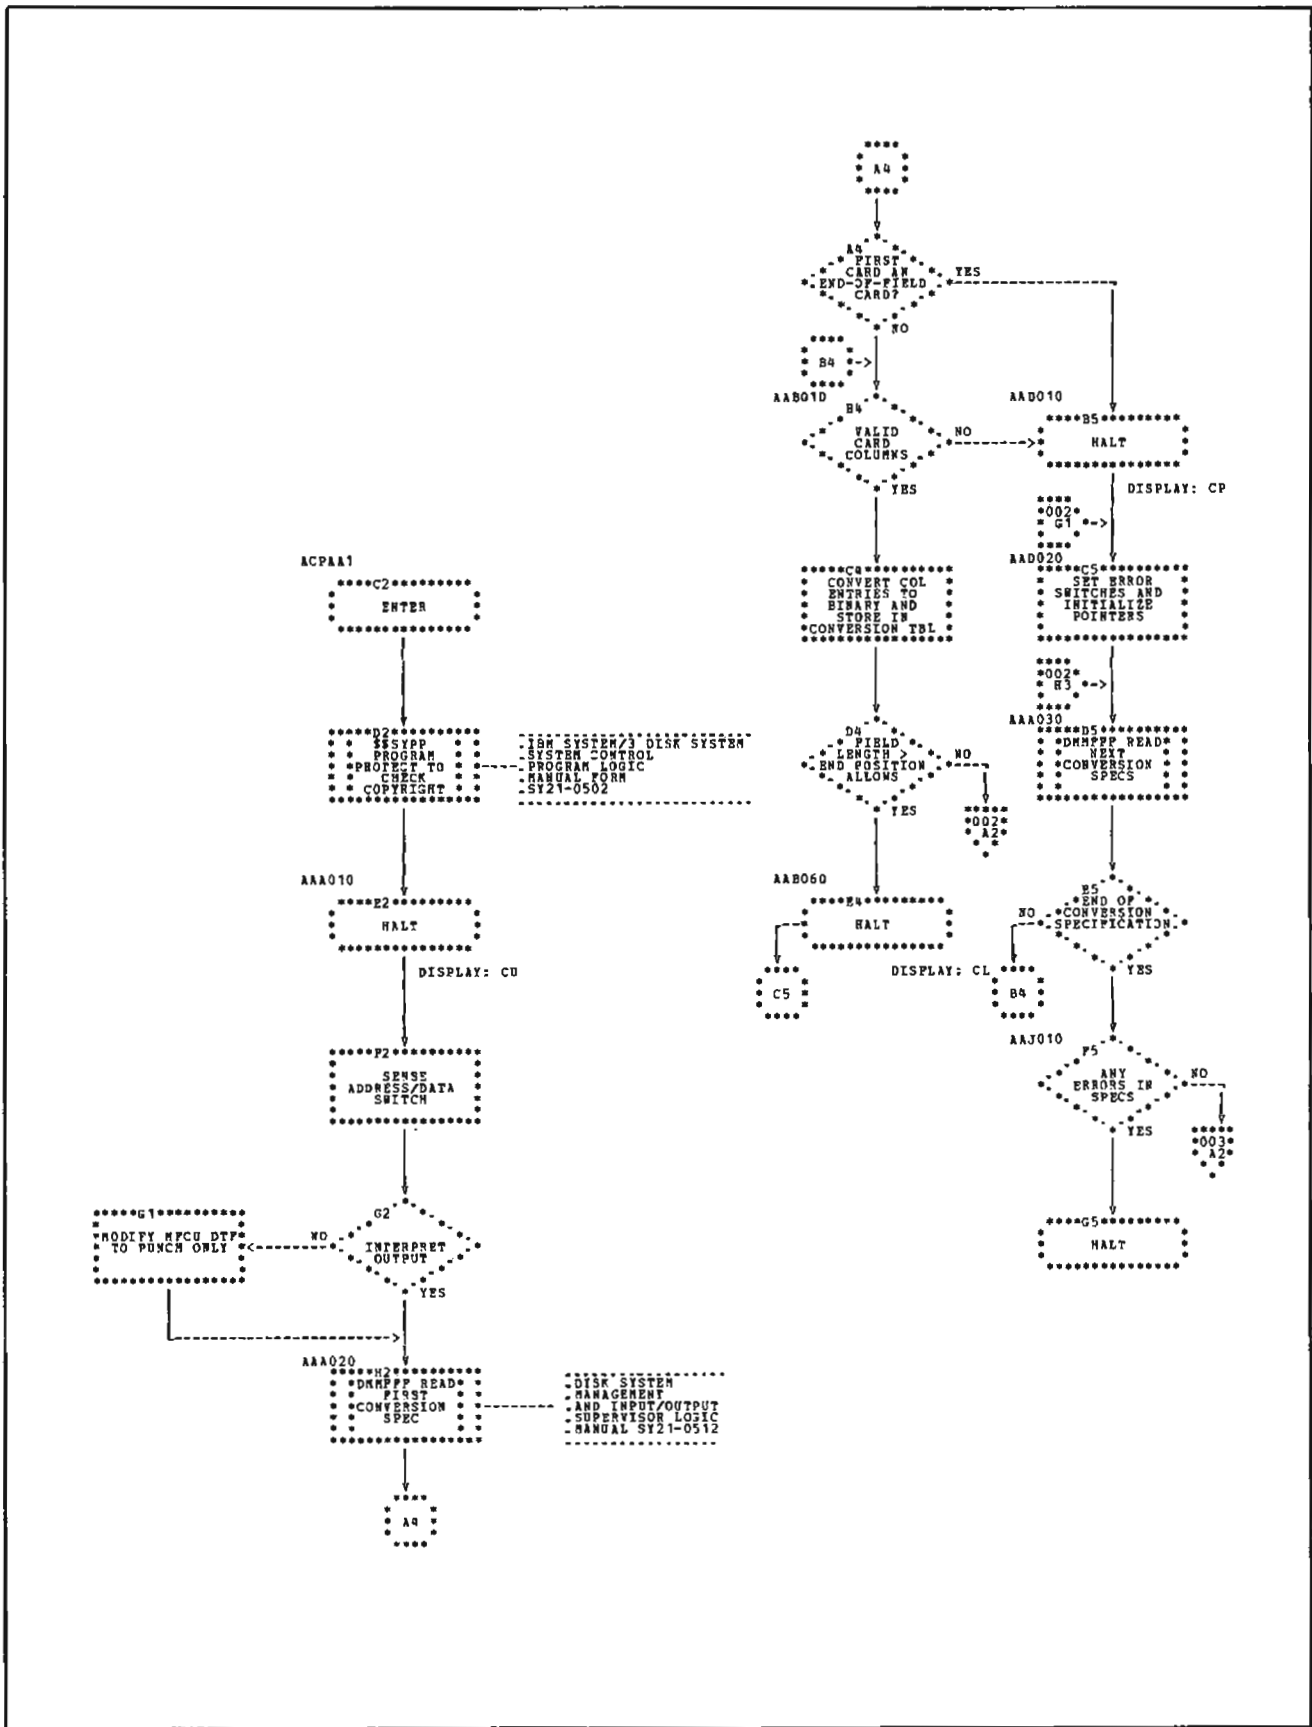 ACPAA1
C2
ENTER
D2
$$SYPP
PROGRAM
PROTECT TO
CHECK
COPYRIGHT
IBM SYSTEM/3 DISK SYSTEM
SYSTEM CONTROL
PROGRAM LOGIC
MANUAL FORM
SY21-0502
AAA010
E2
HALT
DISPLAY: CU
F2
SENSE
ADDRESS/DATA
SWITCH
G2
INTERPRET
OUTPUT
NO
YES
G1
MODIFY MFCU DTF
TO PUNCH ONLY
AAA020
H2
DMMPFP READ
FIRST
CONVERSION
SPEC
DISK SYSTEM
MANAGEMENT
AND INPUT/OUTPUT
SUPERVISOR LOGIC
MANUAL SY21-0512
A4
A4
A4
FIRST
CARD AN
END-OF-FIELD
CARD?
YES
NO
B4
AAB010
B4
VALID
CARD
COLUMNS
NO
YES
C4
CONVERT COL
ENTRIES TO
BINARY AND
STORE IN
CONVERSION TBL
D4
FIELD
LENGTH >
END POSITION
ALLOWS
NO
YES
002
A2
AAB060
E4
HALT
DISPLAY: CL
C5
AAD010
B5
HALT
DISPLAY: CP
002
G1
AAD020
C5
SET ERROR
SWITCHES AND
INITIALIZE
POINTERS
002
H3
AAA030
D5
DMMPFP READ
NEXT
CONVERSION
SPECS
E5
END OF
CONVERSION
SPECIFICATION
NO
YES
B4
AAJ010
F5
ANY
ERRORS IN
SPECS
NO
YES
003
A2
G5
HALT